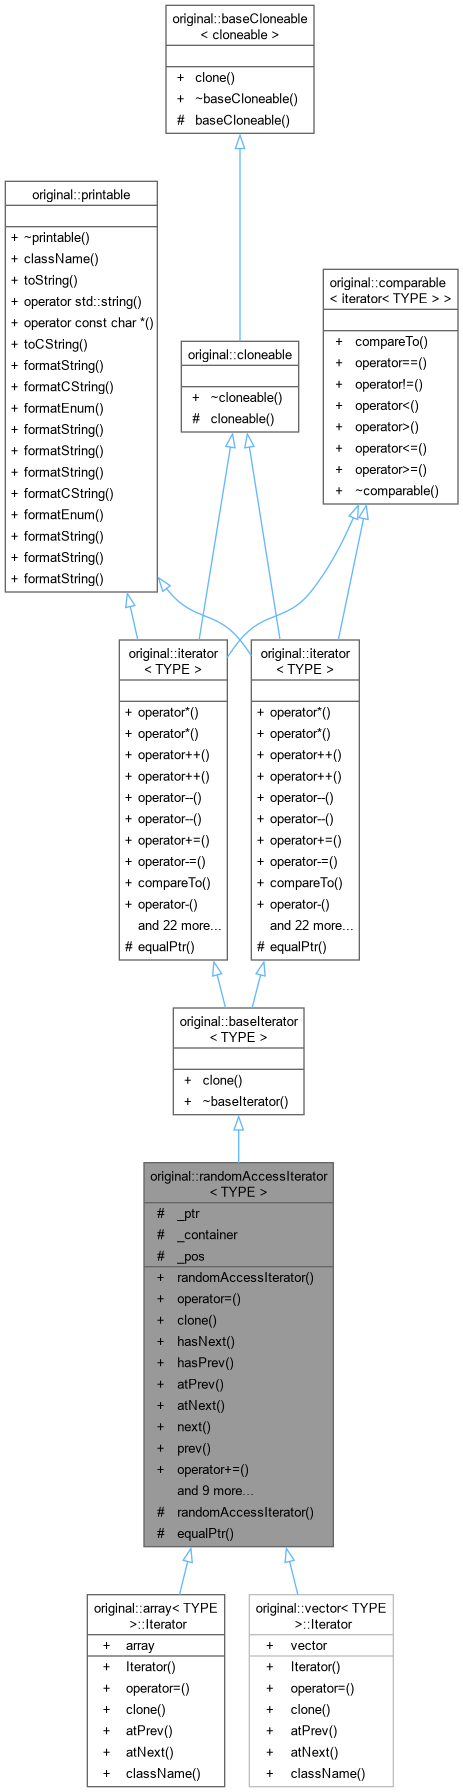 original::baseCloneable
< cloneable >
+ clone()
+ ~baseCloneable()
# baseCloneable()
original::printable
+ ~printable()
+ className()
+ toString()
+ operator std::string()
+ operator const char *()
+ toCString()
+ formatString()
+ formatCString()
+ formatEnum()
+ formatString()
+ formatString()
+ formatString()
+ formatCString()
+ formatEnum()
+ formatString()
+ formatString()
+ formatString()
original::cloneable
+ ~cloneable()
# cloneable()
original::comparable
< iterator< TYPE > >
+ compareTo()
+ operator==()
+ operator!=()
+ operator<()
+ operator>()
+ operator<=()
+ operator>=()
+ ~comparable()
original::iterator
< TYPE >
+ operator*()
+ operator*()
+ operator++()
+ operator++()
+ operator--()
+ operator--()
+ operator+=()
+ operator-=()
+ compareTo()
+ operator-()
and 22 more...
# equalPtr()
original::iterator
< TYPE >
+ operator*()
+ operator*()
+ operator++()
+ operator++()
+ operator--()
+ operator--()
+ operator+=()
+ operator-=()
+ compareTo()
+ operator-()
and 22 more...
# equalPtr()
original::baseIterator
< TYPE >
+ clone()
+ ~baseIterator()
original::randomAccessIterator
< TYPE >
# _ptr
# _container
# _pos
+ randomAccessIterator()
+ operator=()
+ clone()
+ hasNext()
+ hasPrev()
+ atPrev()
+ atNext()
+ next()
+ prev()
+ operator+=()
and 9 more...
# randomAccessIterator()
# equalPtr()
original::array< TYPE
>::Iterator
+ array
+ Iterator()
+ operator=()
+ clone()
+ atPrev()
+ atNext()
+ className()
original::vector< TYPE
>::Iterator
+ vector
+ Iterator()
+ operator=()
+ clone()
+ atPrev()
+ atNext()
+ className()